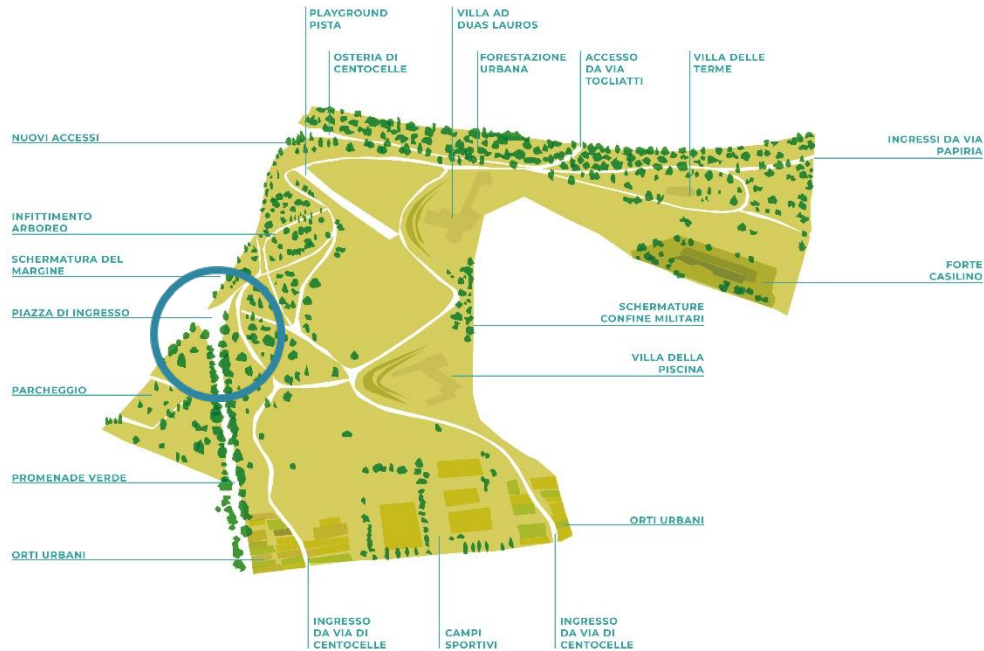 PLAYGROUND
PISTA
VILLA AD
DUAS LAUROS
OSTERIA DI
CENTOCELLE
FORESTAZIONE
URBANA
ACCESSO
DA VIA
TOGLIATTI
VILLA DELLE
TERME
NUOVI ACCESSI
INGRESSI DA VIA
PAPIRIA
INFITTIMENTO
ARBOREO
SCHERMATURA DEL
MARGINE
FORTE
CASILINO
PIAZZA DI INGRESSO
SCHERMATURE
CONFINE MILITARI
VILLA DELLA
PISCINA
PARCHEGGIO
PROMENADE VERDE
ORTI URBANI
ORTI URBANI
INGRESSO
DA VIA DI
CENTOCELLE
CAMPI
SPORTIVI
INGRESSO
DA VIA DI
CENTOCELLE